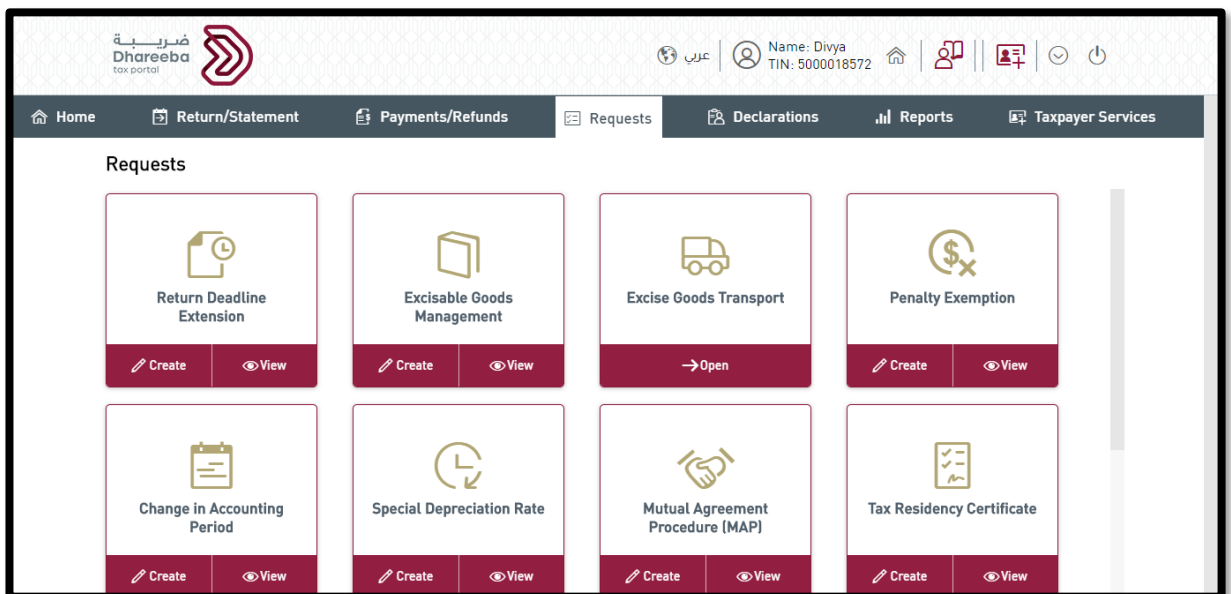 ضريبة
Dhareeba
tax portal
عربي
Name: Divya
TIN: 5000018572
Home
Return/Statement
Payments/Refunds
Requests
Declarations
Reports
Taxpayer Services
Requests
Return Deadline
Extension
Create
View
Excisable Goods
Management
Create
View
Excise Goods Transport
Open
Penalty Exemption
Create
View
Change in Accounting
Period
Create
View
Special Depreciation Rate
Create
View
Mutual Agreement
Procedure (MAP)
Create
View
Tax Residency Certificate
Create
View